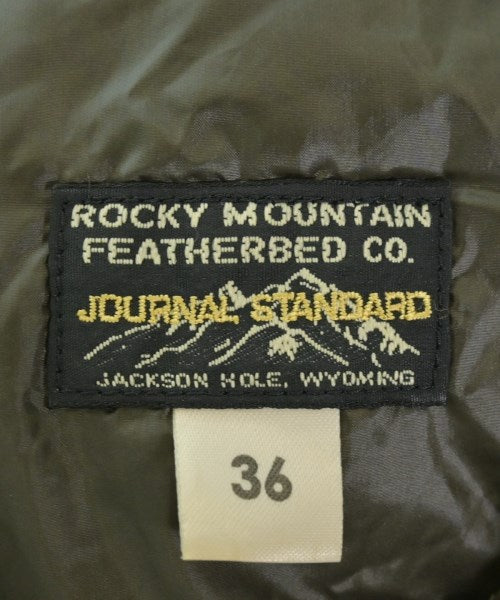 ROCKY MOUNTAIN
FEATHERBED CO.
JOURNAL STANDARD
JACKSON HOLE, WYOMING
36